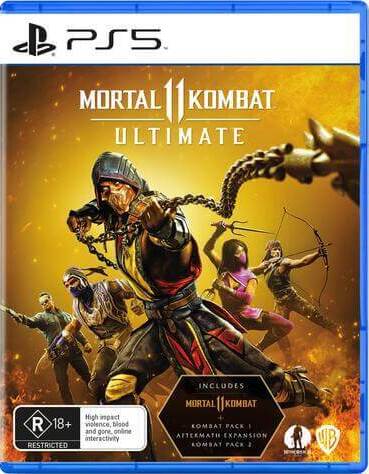 PS5
MORTAL 11 KOMBAT
ULTIMATE
INCLUDES
MORTAL 11 KOMBAT
+
KOMBAT PACK 1
AFTERMATH EXPANSION
KOMBAT PACK 2
R 18+
RESTRICTED
High impact
violence, blood
and gore, online
interactivity
WB